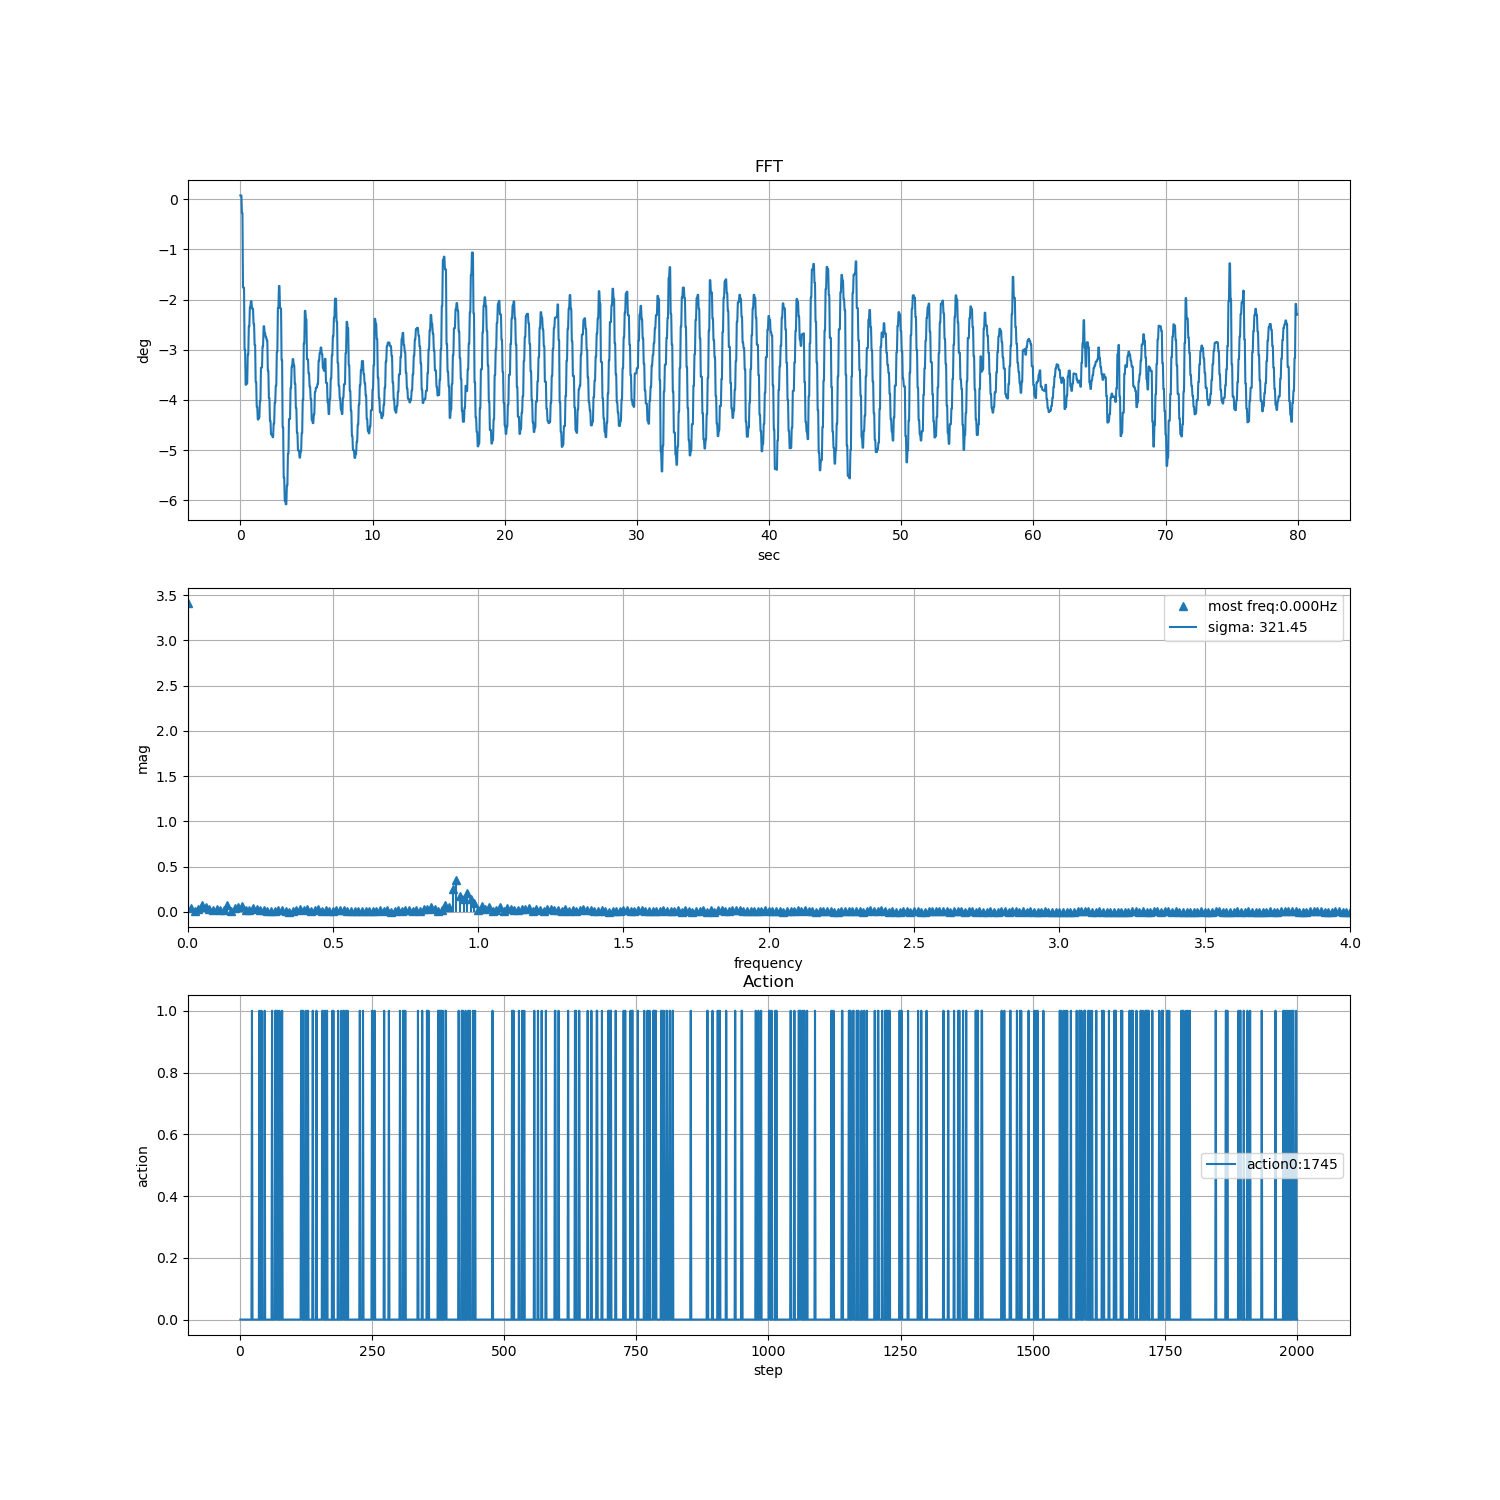 FFT
0
−1
−2
−3
−4
−5
−6
deg
0 10 20 30 40 50 60 70 80
sec
3.5
3.0
2.5
2.0
1.5
1.0
0.5
0.0
mag
most freq:0.000Hz
sigma: 321.45
0.0 0.5 1.0 1.5 2.0 2.5 3.0 3.5 4.0
frequency
Action
1.0
0.8
0.6
0.4
0.2
0.0
action
action0:1745
0 250 500 750 1000 1250 1500 1750 2000
step